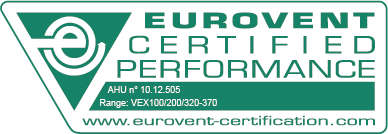 EUROVENT
CERTIFIED
PERFORMANCE
AHU n° 10.12.505
Range: VEX100/200/320-370
www.eurovent-certification.com